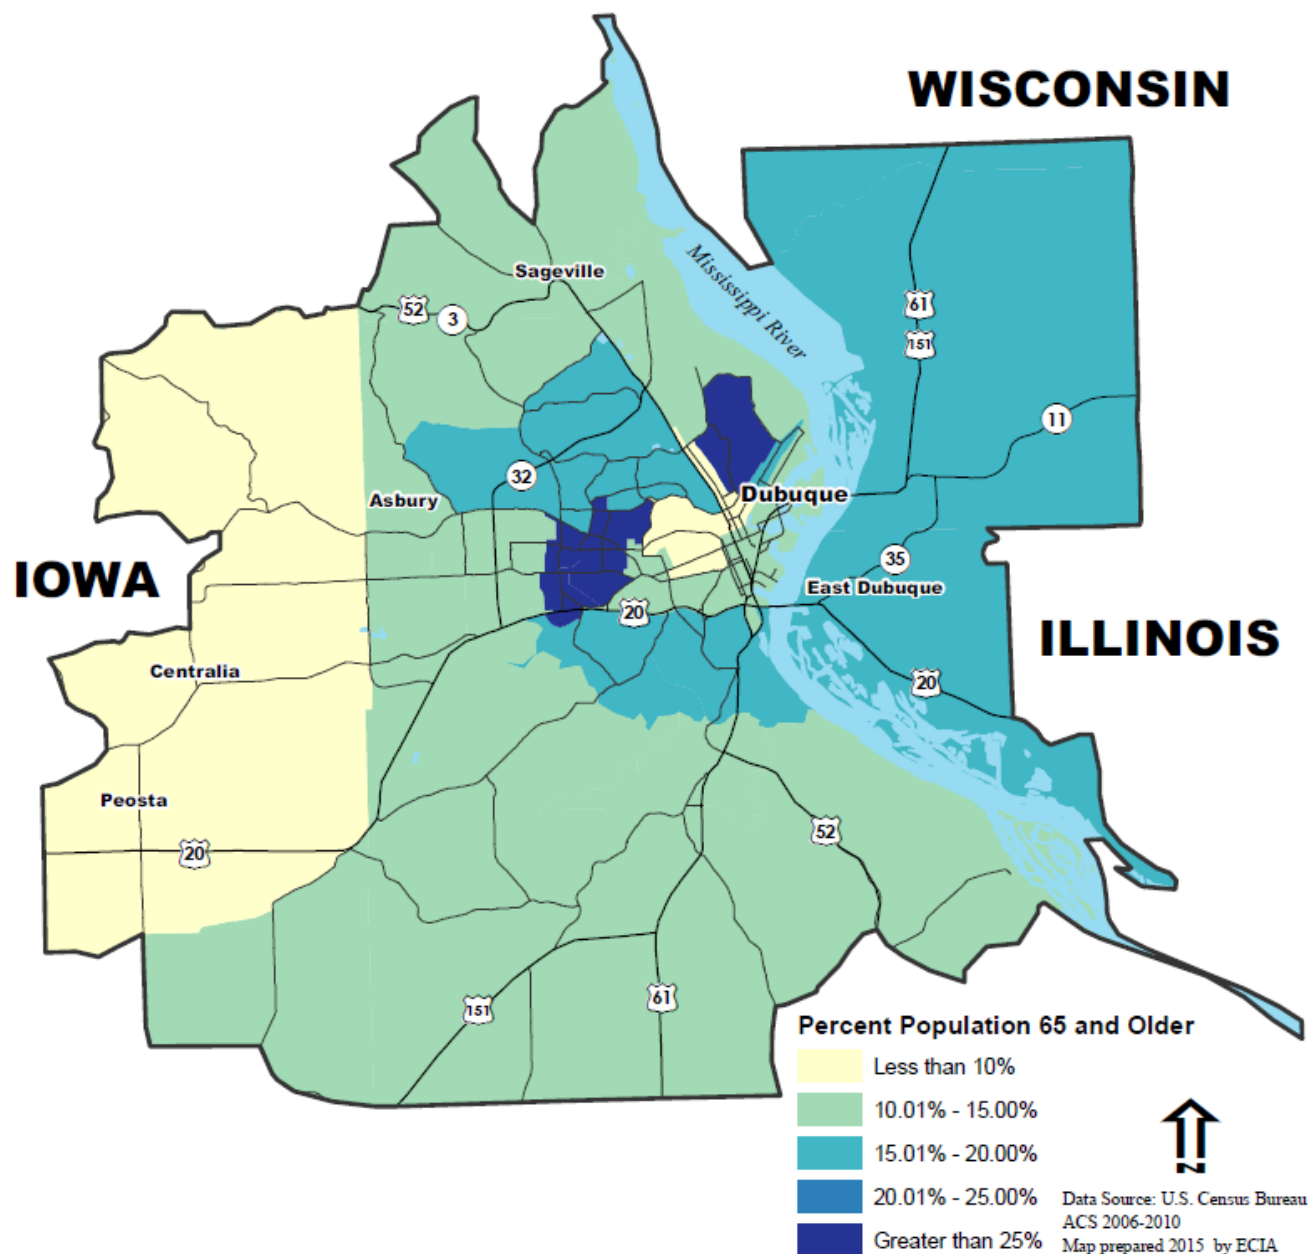 WISCONSIN
Sageville
Mississippi River
52
3
61
151
11
32
Asbury
Dubuque
35
IOWA
East Dubuque
20
ILLINOIS
Centralia
20
Peosta
52
20
151
61
Percent Population 65 and Older
Less than 10%
10.01% - 15.00%
15.01% - 20.00%
20.01% - 25.00%
Greater than 25%
N
Data Source: U.S. Census Bureau
ACS 2006-2010
Map prepared 2015 by ECIA